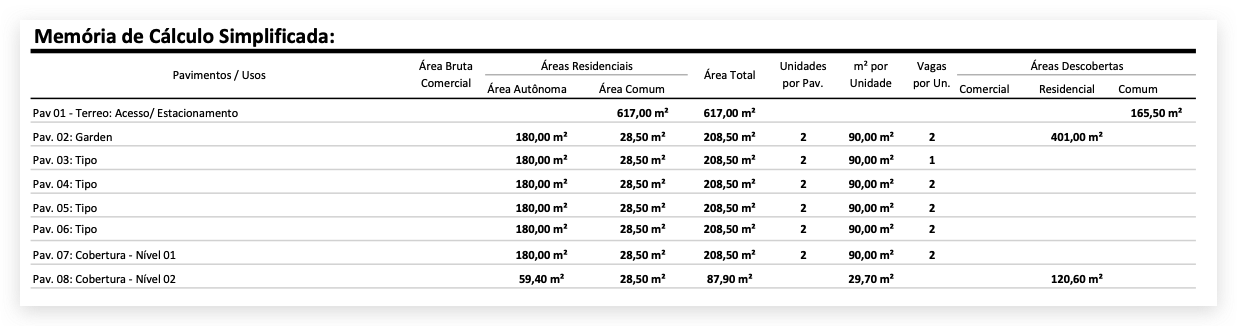 Memória de Cálculo Simplificada:
Pavimentos / Usos Área Bruta Comercial Áreas Residenciais Área Total Unidades por Pav. m² por Unidade Vagas por Un. Áreas Descobertas
Área Autônoma Área Comum Comercial Residencial Comum
Pav 01 - Terreo: Acesso/ Estacionamento 617,00 m² 617,00 m² 165,50 m²
Pav. 02: Garden 180,00 m² 28,50 m² 208,50 m² 2 90,00 m² 2 401,00 m²
Pav. 03: Tipo 180,00 m² 28,50 m² 208,50 m² 2 90,00 m² 1
Pav. 04: Tipo 180,00 m² 28,50 m² 208,50 m² 2 90,00 m² 2
Pav. 05: Tipo 180,00 m² 28,50 m² 208,50 m² 2 90,00 m² 2
Pav. 06: Tipo 180,00 m² 28,50 m² 208,50 m² 2 90,00 m² 2
Pav. 07: Cobertura - Nível 01 180,00 m² 28,50 m² 208,50 m² 2 90,00 m² 2
Pav. 08: Cobertura - Nível 02 59,40 m² 28,50 m² 87,90 m² 29,70 m² 120,60 m²